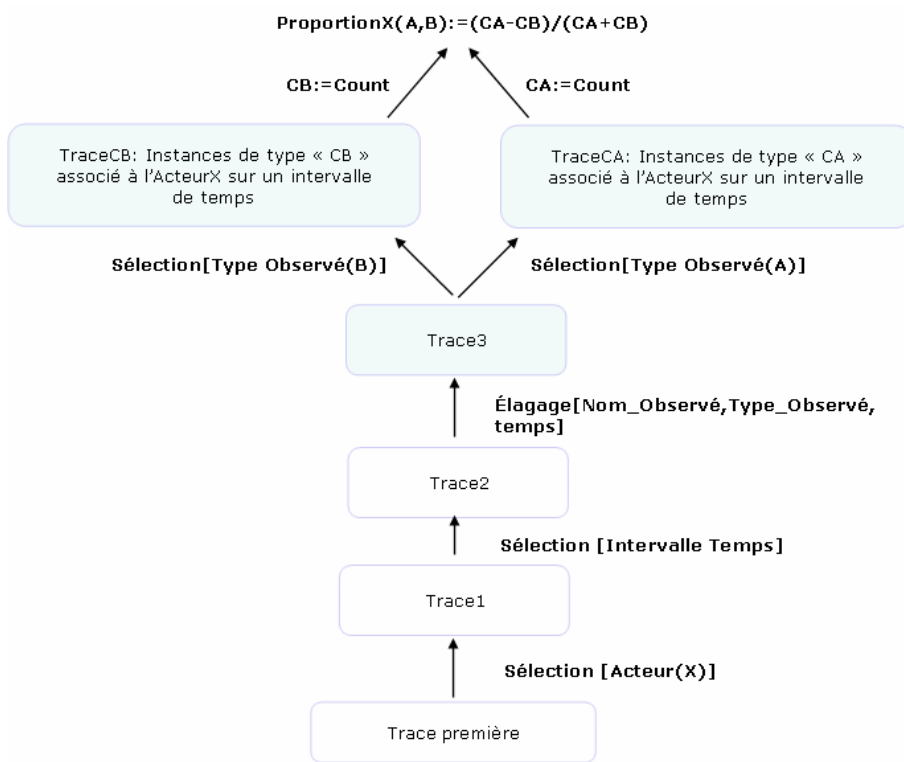 ProportionX(A,B):=(CA-CB)/(CA+CB)
CB:=Count
CA:=Count
TraceCB: Instances de type « CB »
associé à l'ActeurX sur un intervalle
de temps
TraceCA: Instances de type « CA »
associé à l'ActeurX sur un intervalle
de temps
Sélection[Type Observé(B)]
Sélection[Type Observé(A)]
Trace3
Élagage[Nom_Observé,Type_Observé,
temps]
Trace2
Sélection [Intervalle Temps]
Trace1
Sélection [Acteur(X)]
Trace première